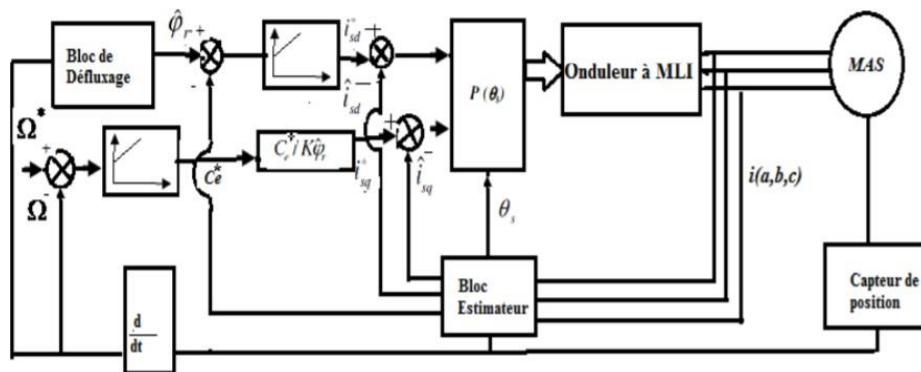 Bloc de
Défluxage
φ̂r +
-
i*sd +
î sd −
P(θs)
Onduleur à MLI
MAS
Ω*
+
Ω -
Ce*
C*e/Kφ̂r
i*sq
+
î sq −
θs
i(a,b,c)
Bloc
Estimateur
Capteur de
position
d
dt